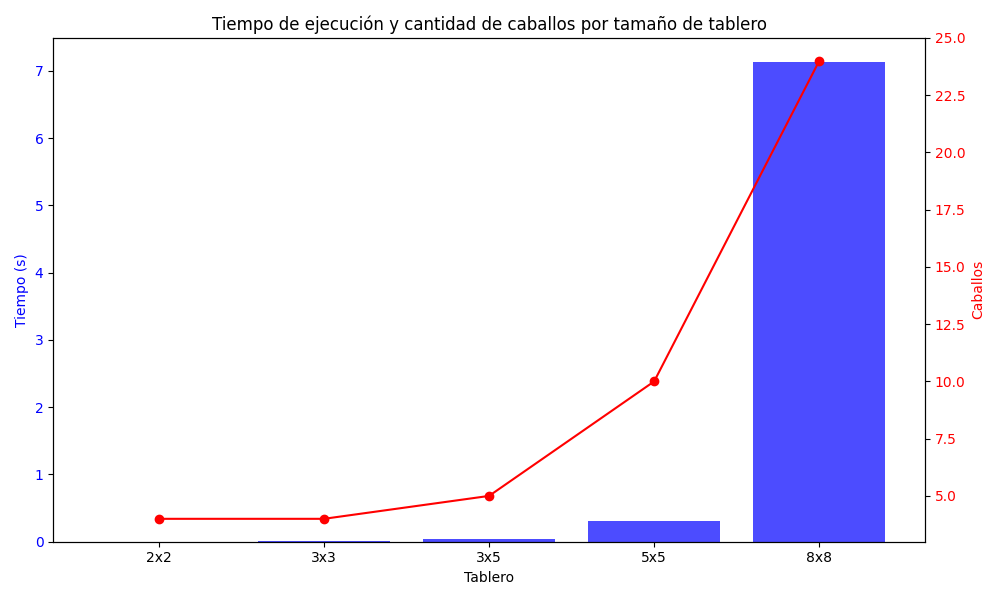 Tiempo de ejecución y cantidad de caballos por tamaño de tablero
7
6
5
4
3
2
1
0
Tiempo (s)
2x2
3x3
3x5
5x5
8x8
Tablero
25.0
22.5
20.0
17.5
15.0
12.5
10.0
7.5
5.0
Caballos